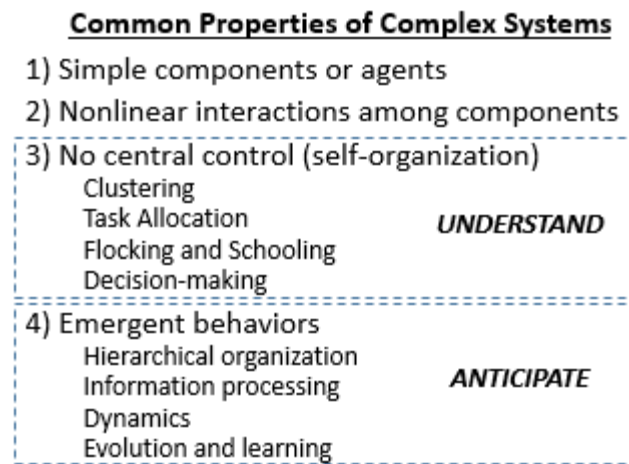 Common Properties of Complex Systems
1) Simple components or agents
2) Nonlinear interactions among components
3) No central control (self-organization)
Clustering
Task Allocation
Flocking and Schooling
Decision-making
UNDERSTAND
4) Emergent behaviors
Hierarchical organization
Information processing
Dynamics
Evolution and learning
ANTICIPATE